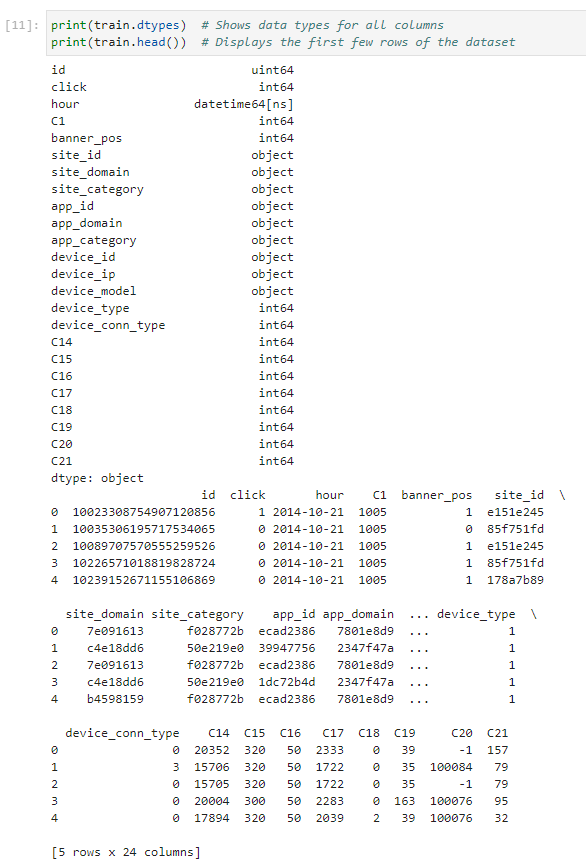 [11]: print(train.dtypes)  # Shows data types for all columns
print(train.head())  # Displays the first few rows of the dataset
id                           uint64
click                         int64
hour                 datetime64[ns]
C1                            int64
banner_pos                    int64
site_id                      object
site_domain                  object
site_category                object
app_id                       object
app_domain                   object
app_category                 object
device_id                    object
device_ip                    object
device_model                 object
device_type                   int64
device_conn_type              int64
C14                           int64
C15                           int64
C16                           int64
C17                           int64
C18                           int64
C19                           int64
C20                           int64
C21                           int64
dtype: object
id  click       hour    C1  banner_pos   site_id  \
0  10023308754907120856      1 2014-10-21  1005           1  e151e245
1  10035306195717534065      0 2014-10-21  1005           0  85f751fd
2  10089770570555259526      0 2014-10-21  1005           1  e151e245
3  10226571018819828724      0 2014-10-21  1005           1  85f751fd
4  10239152671155106869      0 2014-10-21  1005           1  178a7b89
site_domain site_category    app_id app_domain  ... device_type  \
0    7e091613      f028772b  ecad2386   7801e8d9  ...           1
1    c4e18dd6      50e219e0  39947756   2347f47a  ...           1
2    7e091613      f028772b  ecad2386   7801e8d9  ...           1
3    c4e18dd6      50e219e0  1dc72b4d   2347f47a  ...           1
4    b4598159      f028772b  ecad2386   7801e8d9  ...           1
device_conn_type    C14  C15  C16   C17  C18  C19     C20  C21
0                 0  20352  320   50  2333    0   39      -1  157
1                 3  15706  320   50  1722    0   35  100084   79
2                 0  15705  320   50  1722    0   35      -1   79
3                 0  20004  300   50  2283    0  163  100076   95
4                 0  17894  320   50  2039    2   39  100076   32
[5 rows x 24 columns]